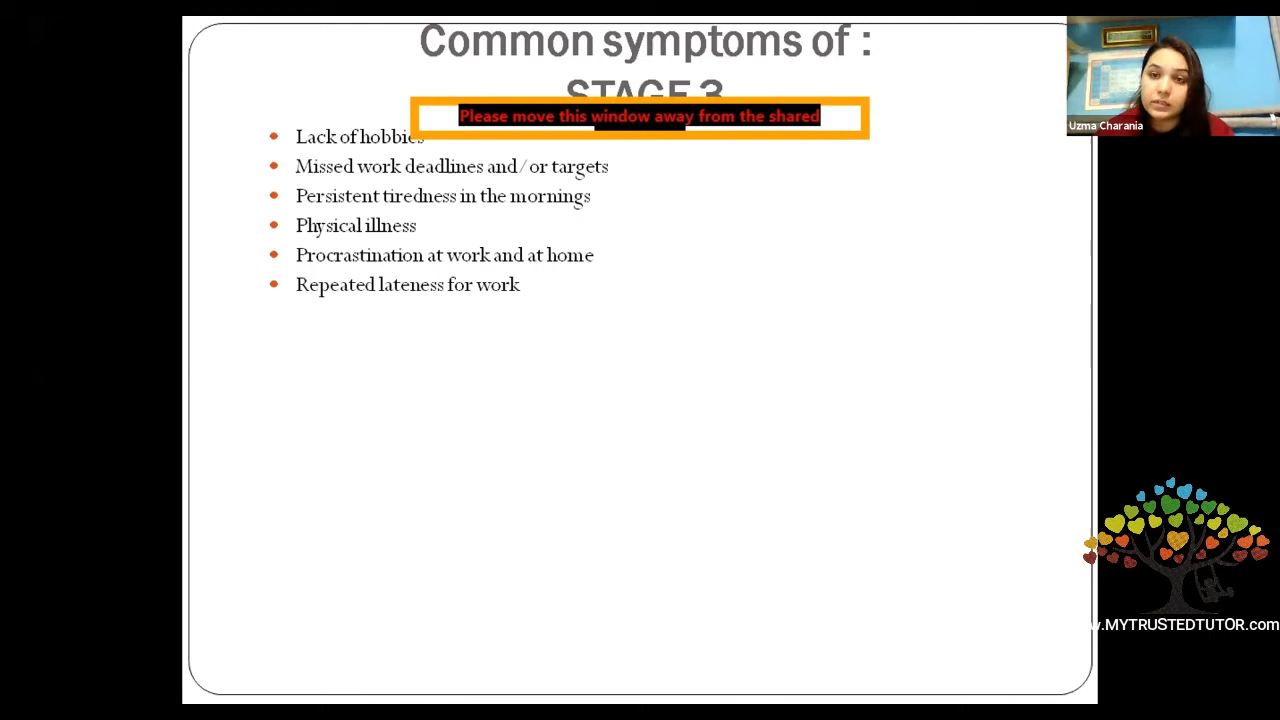 Common symptoms of :
STAGE 3
Please move this window away from the shared
Lack of hobbies
Missed work deadlines and/or targets
Persistent tiredness in the mornings
Physical illness
Procrastination at work and at home
Repeated lateness for work
Uzma Charania
w.MYTRUSTEDTUTOR.com